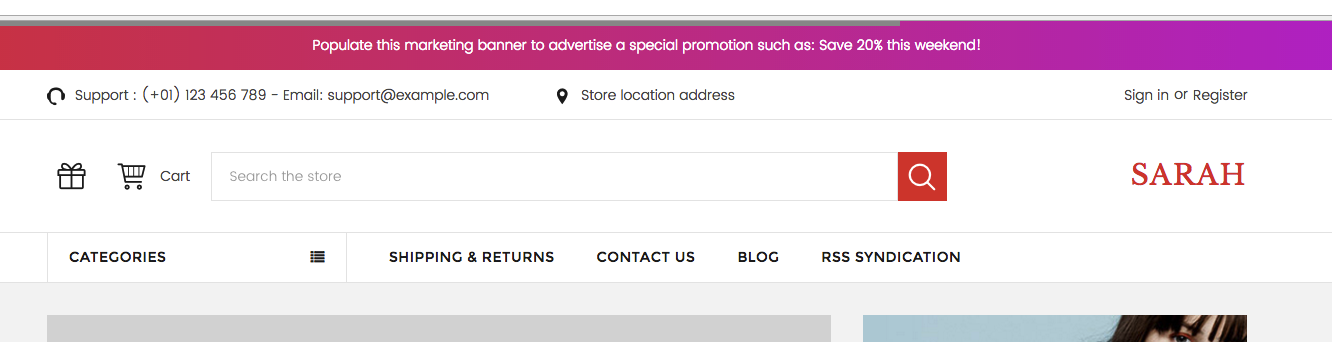 Populate this marketing banner to advertise a special promotion such as: Save 20% this weekend!
Support : (+01) 123 456 789 - Email: support@example.com Store location address Sign in or Register
Cart Search the store SARAH
CATEGORIES SHIPPING & RETURNS CONTACT US BLOG RSS SYNDICATION